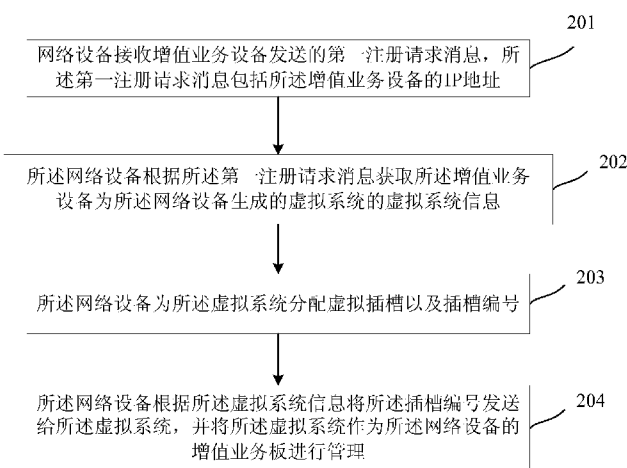 201
网络设备接收增值业务设备发送的第一注册请求消息，所
述第一注册请求消息包括所述增值业务设备的IP地址
202
所述网络设备根据所述第一注册请求消息获取所述增值业务
设备为所述网络设备生成的虚拟系统的虚拟系统信息
203
所述网络设备为所述虚拟系统分配虚拟插槽以及插槽编号
204
所述网络设备根据所述虚拟系统信息将所述插槽编号发送
给所述虚拟系统，并将所述虚拟系统作为所述网络设备的
增值业务板进行管理